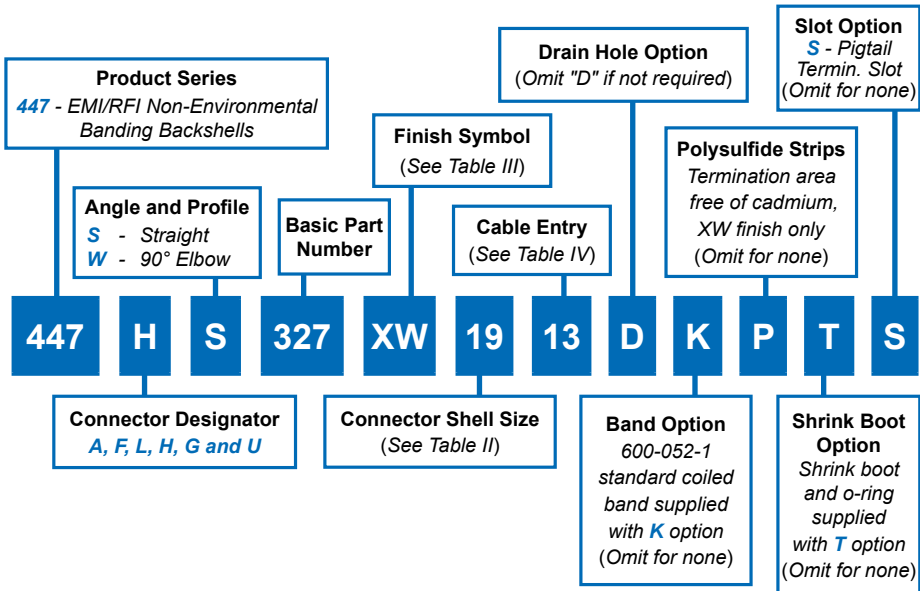 Product Series
447 - EMI/RFI Non-Environmental
Banding Backshells
Angle and Profile
S - Straight
W - 90° Elbow
Basic Part
Number
Finish Symbol
(See Table III)
Cable Entry
(See Table IV)
Drain Hole Option
(Omit "D" if not required)
Polysulfide Strips
Termination area
free of cadmium,
XW finish only
(Omit for none)
Slot Option
S - Pigtail
Termin. Slot
(Omit for none)
447 H S 327 XW 19 13 D K P T S
Connector Designator
A, F, L, H, G and U
Connector Shell Size
(See Table II)
Band Option
600-052-1
standard coiled
band supplied
with K option
(Omit for none)
Shrink Boot
Option
Shrink boot
and o-ring
supplied
with T option
(Omit for none)